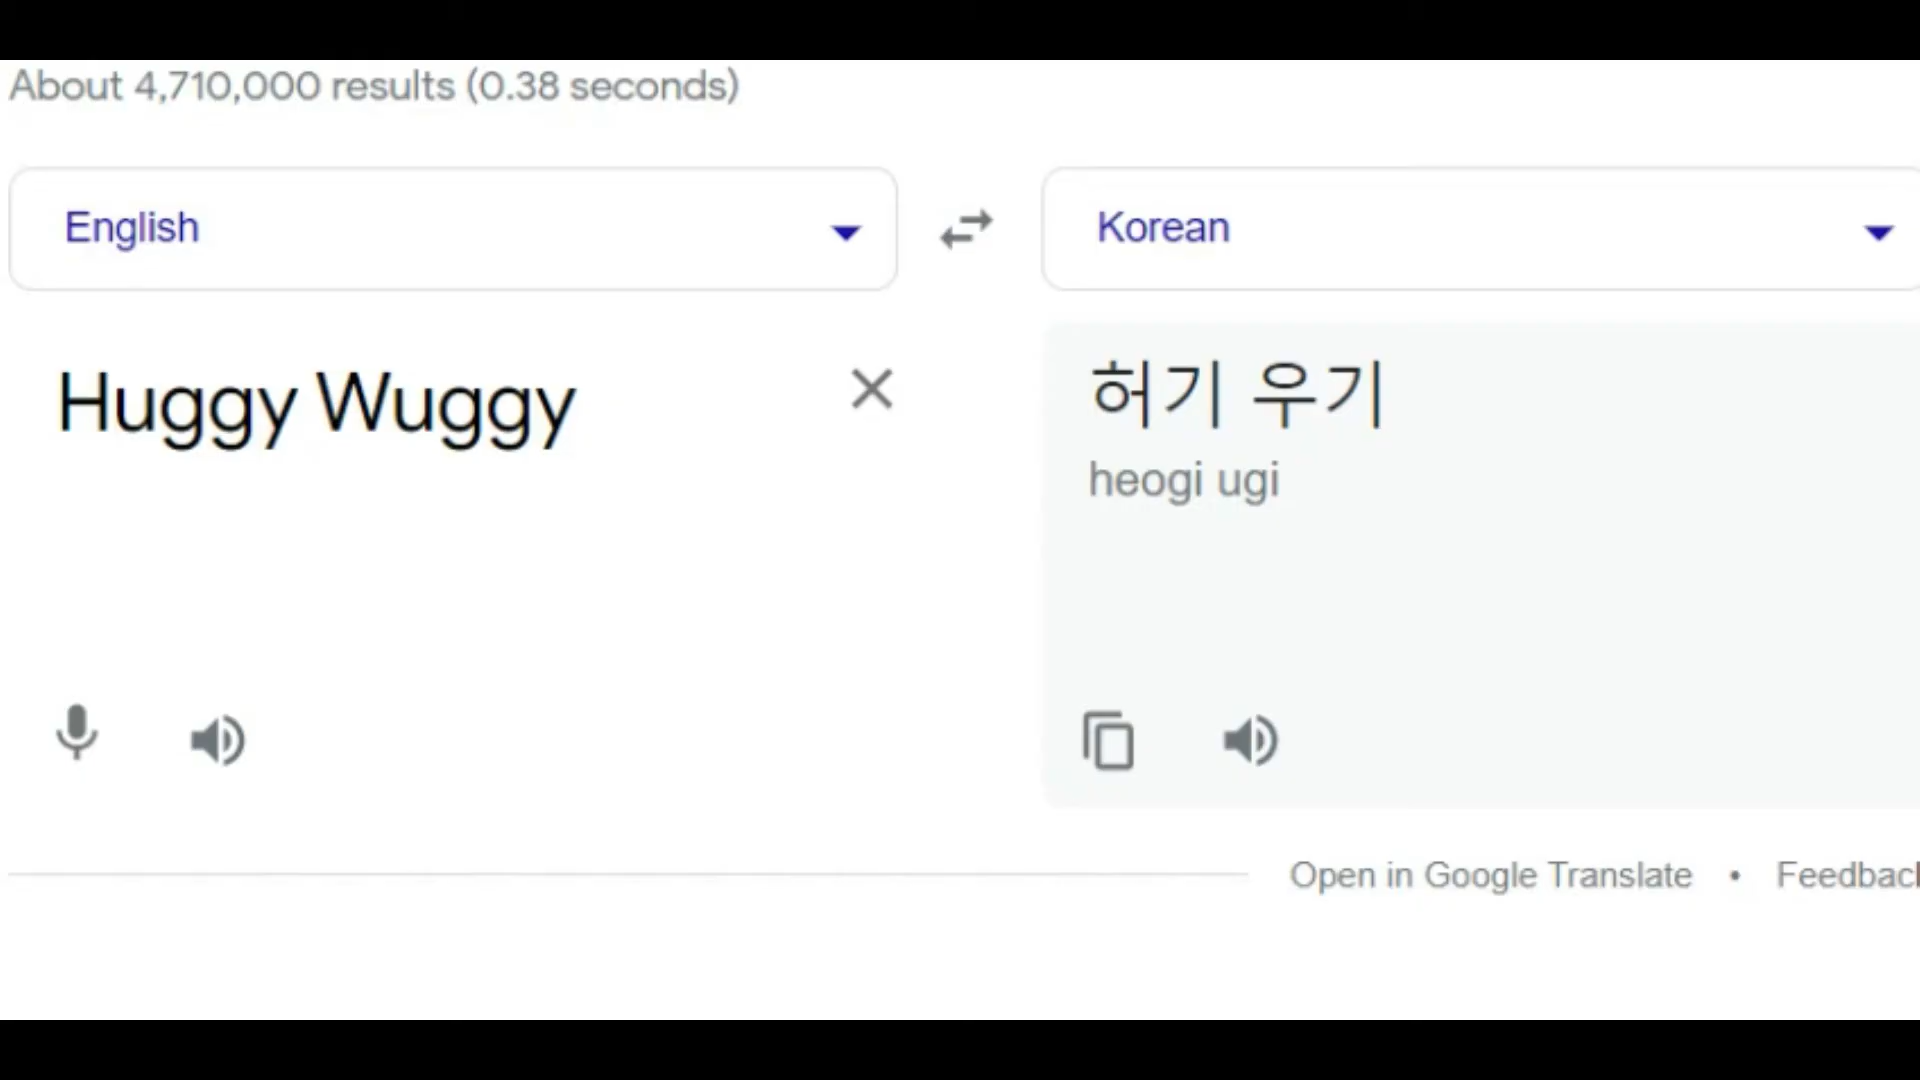 About 4,710,000 results (0.38 seconds)
English
Korean
Huggy Wuggy
허기 우기
heogi ugi
Open in Google Translate • Feedback